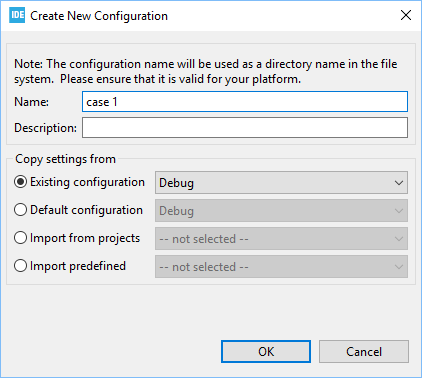 IDE Create New Configuration
Note: The configuration name will be used as a directory name in the file
system.  Please ensure that it is valid for your platform.
Name: case 1
Description:
Copy settings from
Existing configuration Debug
Default configuration Debug
Import from projects -- not selected --
Import predefined -- not selected --
OK Cancel